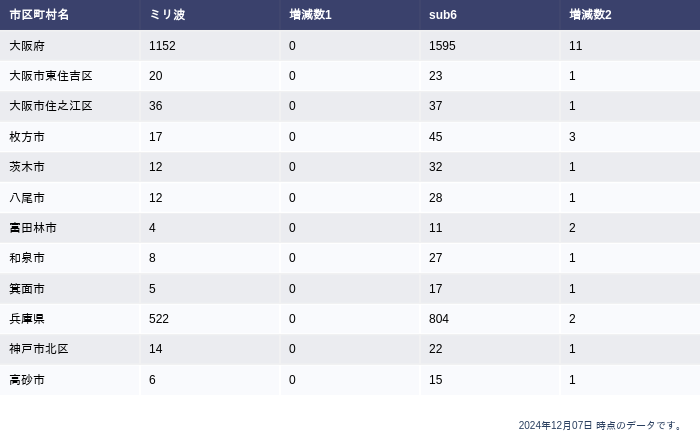 市区町村名 ミリ波 増減数1 sub6 増減数2
大阪府 1152 0 1595 11
大阪市東住吉区 20 0 23 1
大阪市住之江区 36 0 37 1
枚方市 17 0 45 3
茨木市 12 0 32 1
八尾市 12 0 28 1
富田林市 4 0 11 2
和泉市 8 0 27 1
箕面市 5 0 17 1
兵庫県 522 0 804 2
神戸市北区 14 0 22 1
高砂市 6 0 15 1
2024年12月07日 時点のデータです。